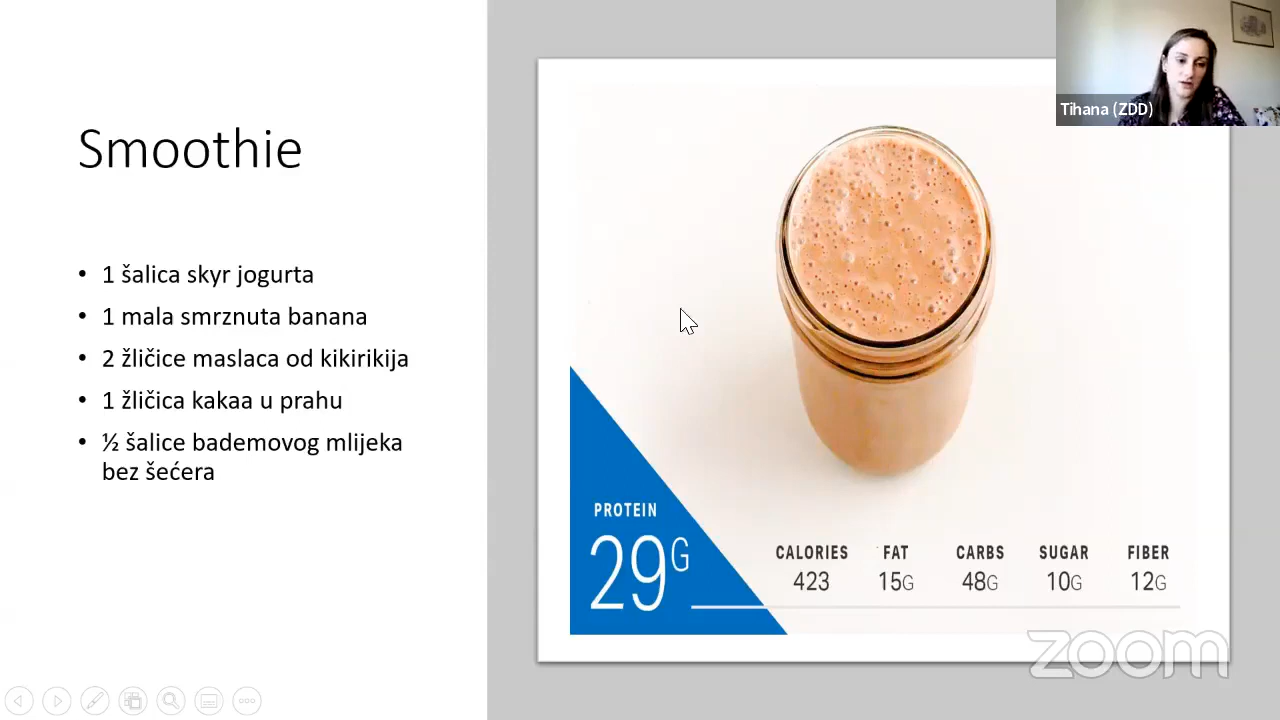 Smoothie
• 1 šalica skyr jogurta
• 1 mala smrznuta banana
• 2 žličice maslaca od kikirikija
• 1 žličica kakaa u prahu
• ½ šalice bademovog mlijeka
bez šećera
Tihana (ZDD)
PROTEIN
29G
CALORIES FAT CARBS SUGAR FIBER
423 15G 48G 10G 12G
zoom